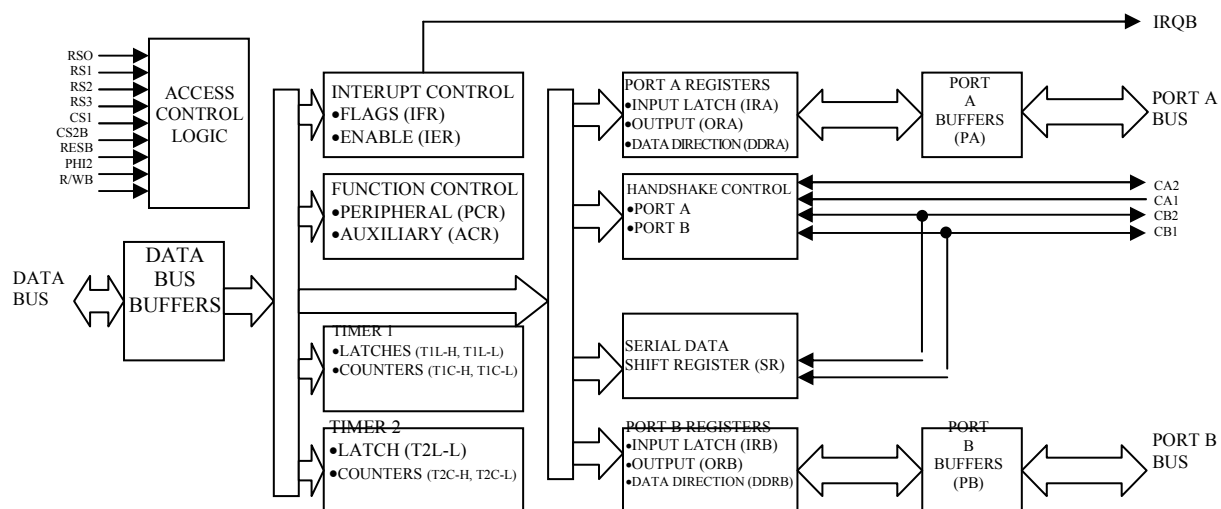 IRQB
RSO
RS1
RS2
RS3
CS1
CS2B
RESB
PHI2
R/WB
ACCESS
CONTROL
LOGIC
INTERUPT CONTROL
•FLAGS (IFR)
•ENABLE (IER)
PORT A REGISTERS
•INPUT LATCH (IRA)
•OUTPUT (ORA)
•DATA DIRECTION (DDRA)
PORT
A
BUFFERS
(PA)
PORT A
BUS
FUNCTION CONTROL
•PERIPHERAL (PCR)
•AUXILIARY (ACR)
HANDSHAKE CONTROL
•PORT A
•PORT B
CA2
CA1
CB2
CB1
DATA
BUS
DATA
BUS
BUFFERS
TIMER 1
•LATCHES (T1L-H, T1L-L)
•COUNTERS (T1C-H, T1C-L)
SERIAL DATA
SHIFT REGISTER (SR)
TIMER 2
•LATCH (T2L-L)
•COUNTERS (T2C-H, T2C-L)
PORT B REGISTERS
•INPUT LATCH (IRB)
•OUTPUT (ORB)
•DATA DIRECTION (DDRB)
PORT
B
BUFFERS
(PB)
PORT B
BUS